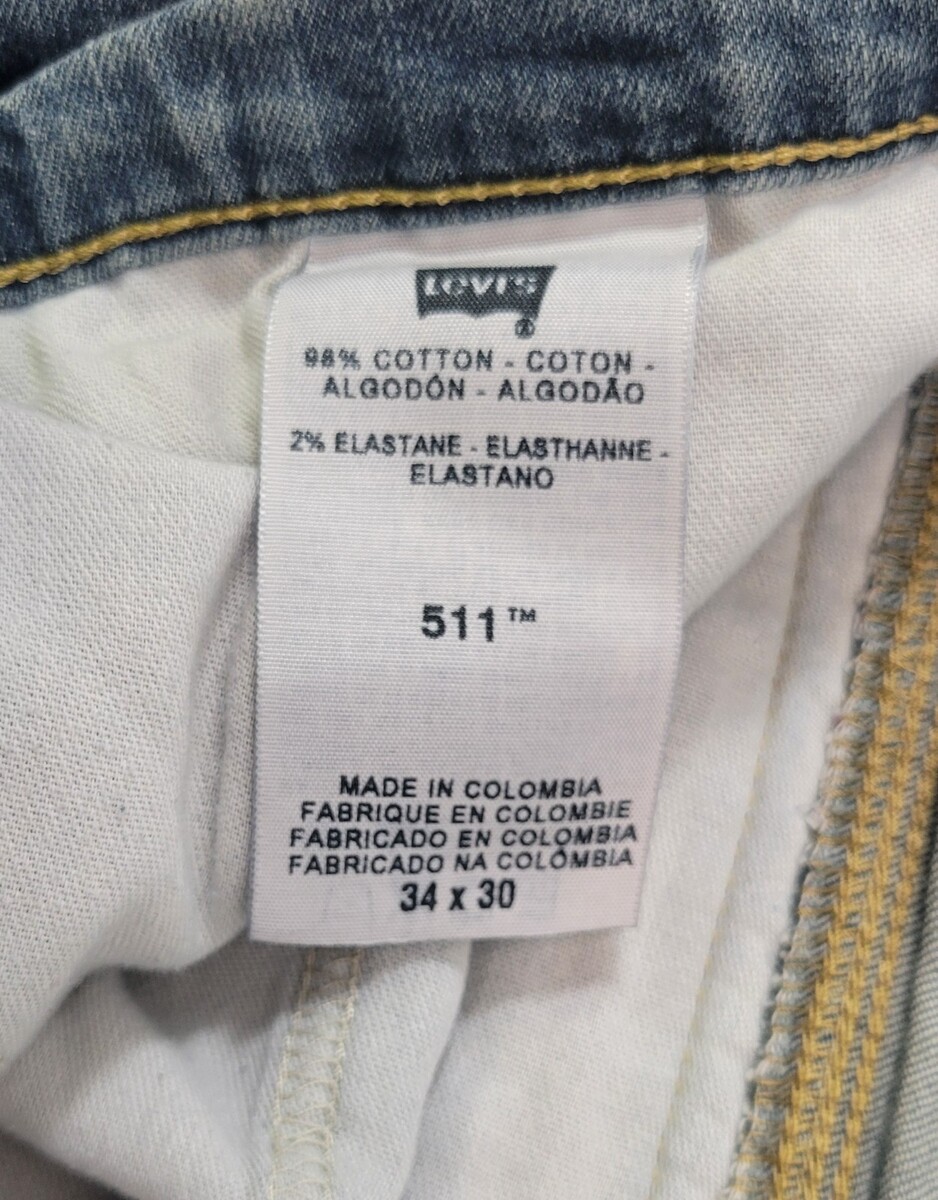 Levi's
®
98% COTTON - COTON -
ALGODÓN - ALGODÃO
2% ELASTANE - ELASTHANNE -
ELASTANO
511™
MADE IN COLOMBIA
FABRIQUE EN COLOMBIE
FABRICADO EN COLOMBIA
FABRICADO NA COLÔMBIA
34 x 30